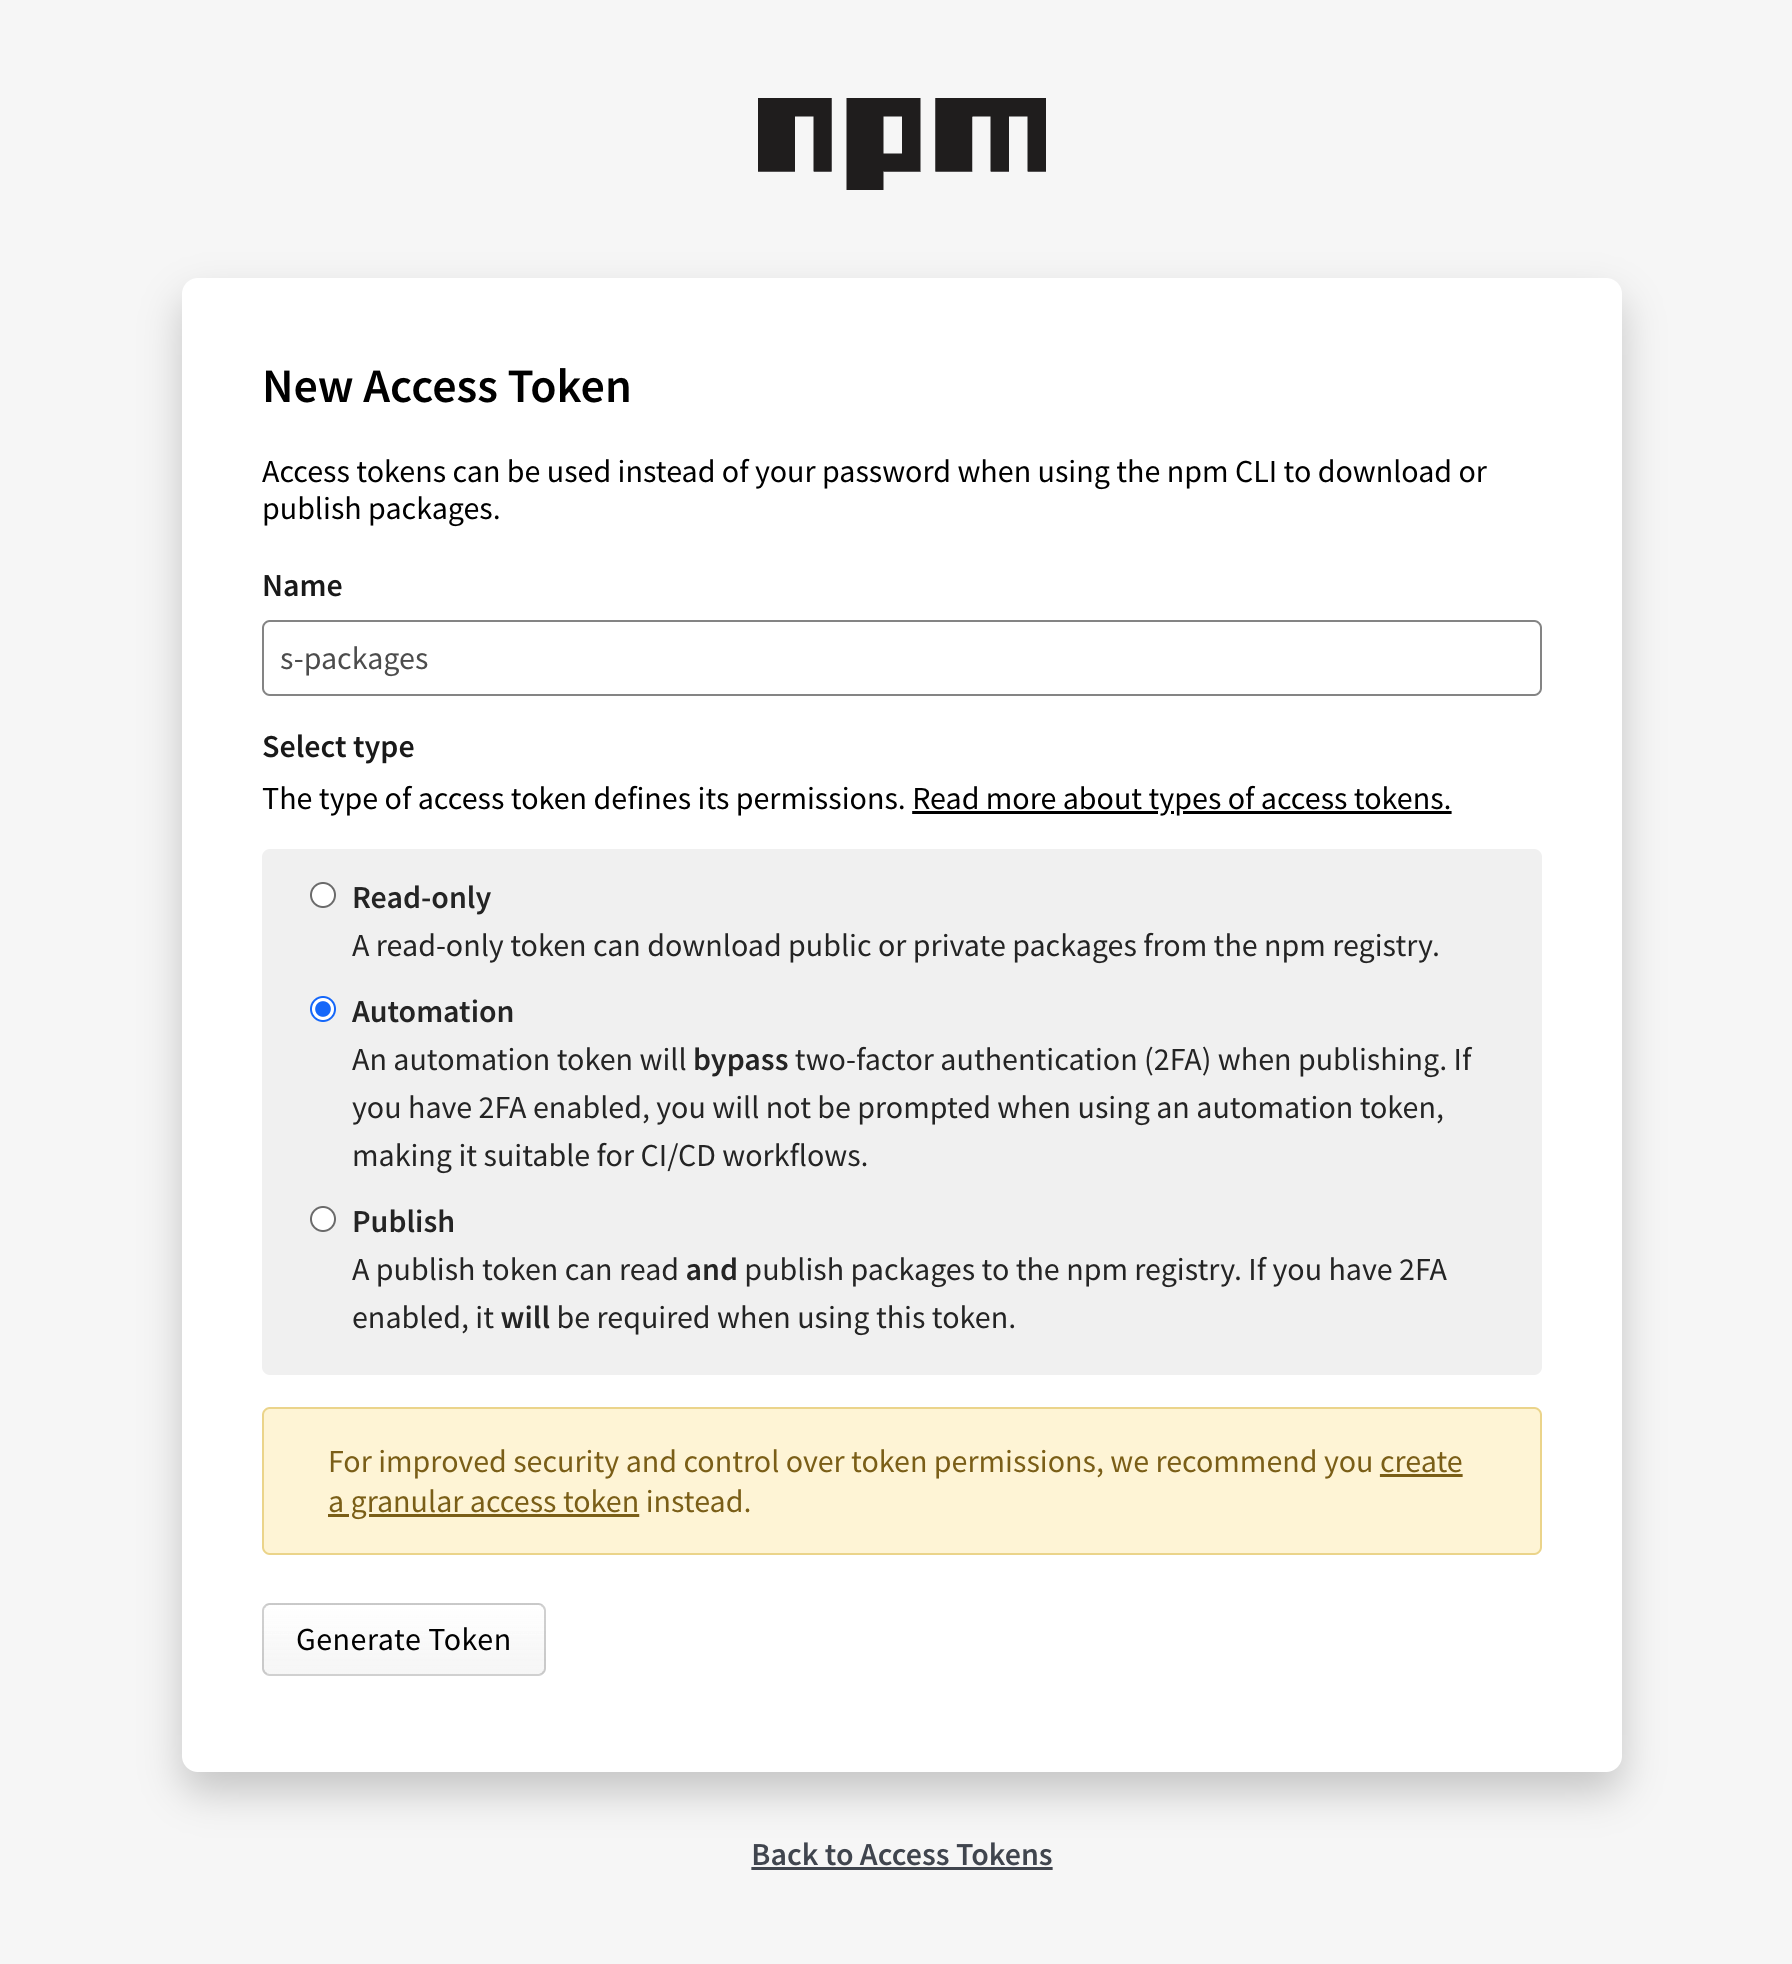 npm
New Access Token
Access tokens can be used instead of your password when using the npm CLI to download or
publish packages.
Name
s-packages
Select type
The type of access token defines its permissions. Read more about types of access tokens.
Read-only
A read-only token can download public or private packages from the npm registry.
Automation
An automation token will bypass two-factor authentication (2FA) when publishing. If
you have 2FA enabled, you will not be prompted when using an automation token,
making it suitable for CI/CD workflows.
Publish
A publish token can read and publish packages to the npm registry. If you have 2FA
enabled, it will be required when using this token.
For improved security and control over token permissions, we recommend you create
a granular access token instead.
Generate Token
Back to Access Tokens